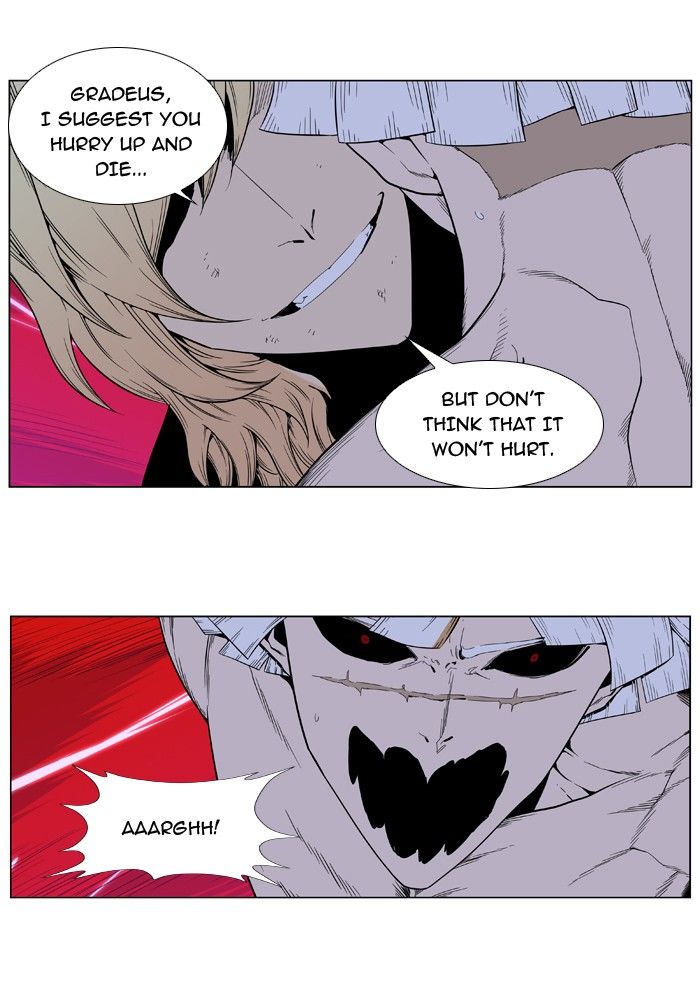 GRADEUS,
I SUGGEST YOU
HURRY UP AND
DIE...
BUT DON'T
THINK THAT IT
WON'T HURT.
AAARGHH!